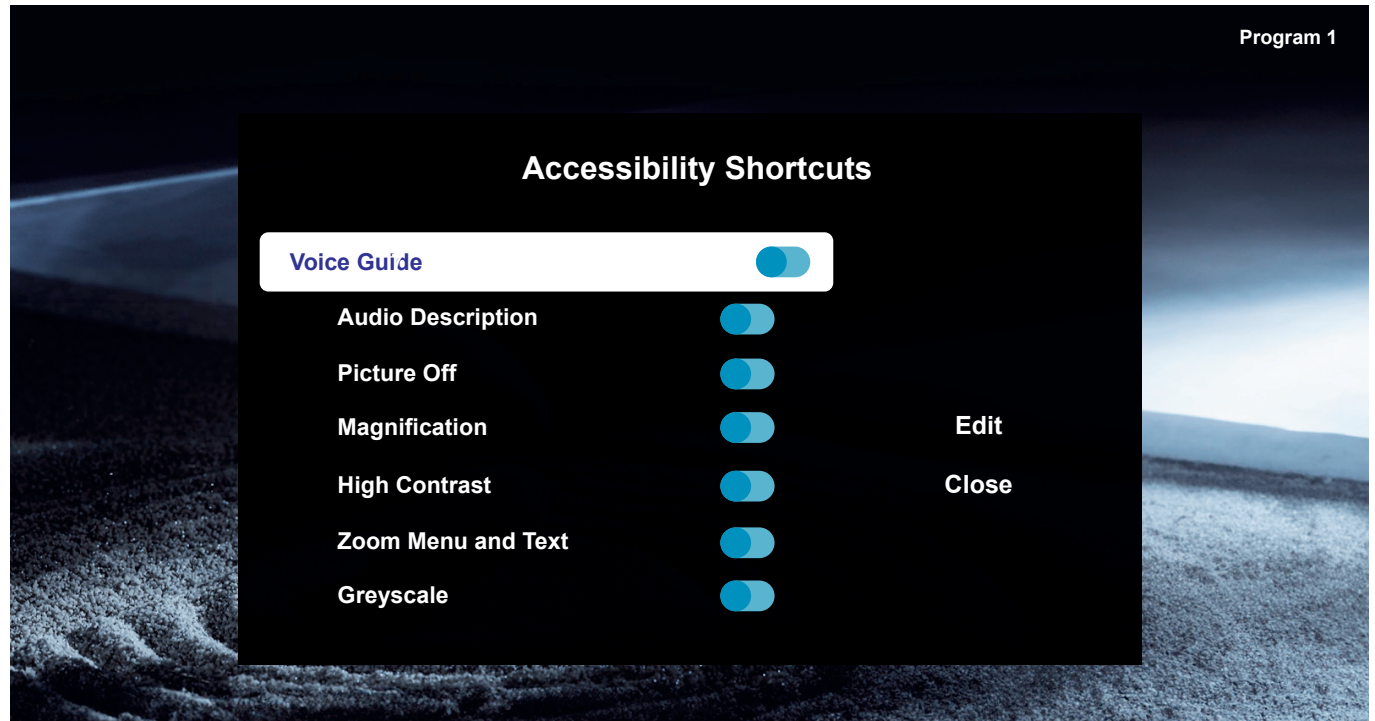 Program 1
Accessibility Shortcuts
Voice Guide
Audio Description
Picture Off
Magnification
Edit
High Contrast
Close
Zoom Menu and Text
Greyscale